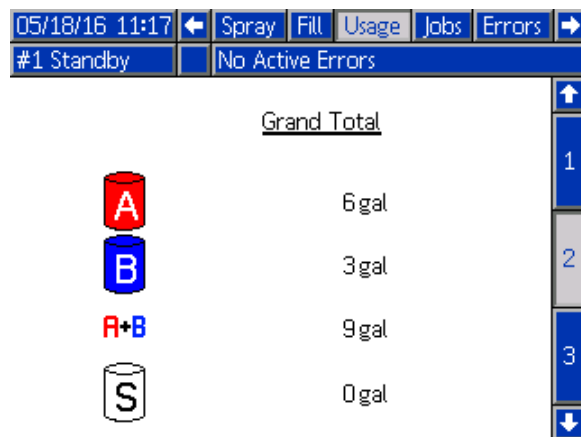 05/18/16 11:17 Spray Fill Usage Jobs Errors
#1 Standby No Active Errors
Grand Total
1
A 6 gal
B 3 gal
2
A+B 9 gal
3
S 0 gal